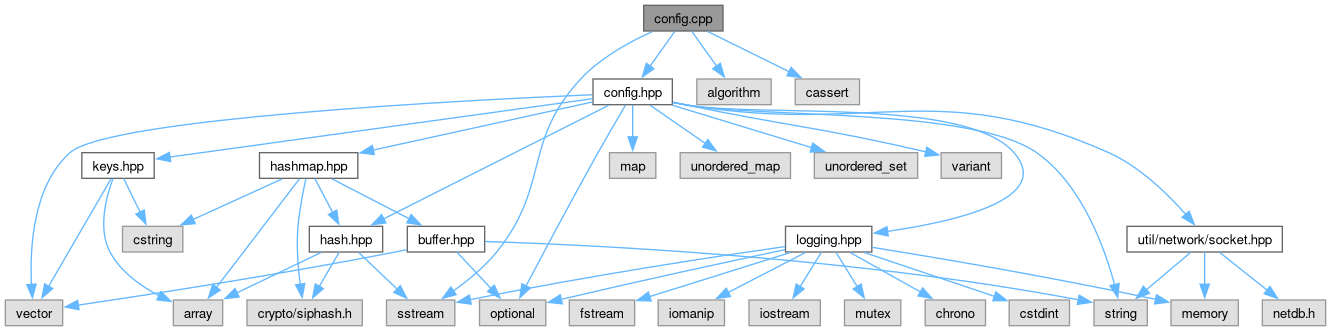 config.cpp
config.hpp
algorithm
cassert
keys.hpp
hashmap.hpp
map
unordered_map
unordered_set
variant
cstring
hash.hpp
buffer.hpp
logging.hpp
util/network/socket.hpp
vector
array
crypto/siphash.h
sstream
optional
fstream
iomanip
iostream
mutex
chrono
cstdint
string
memory
netdb.h